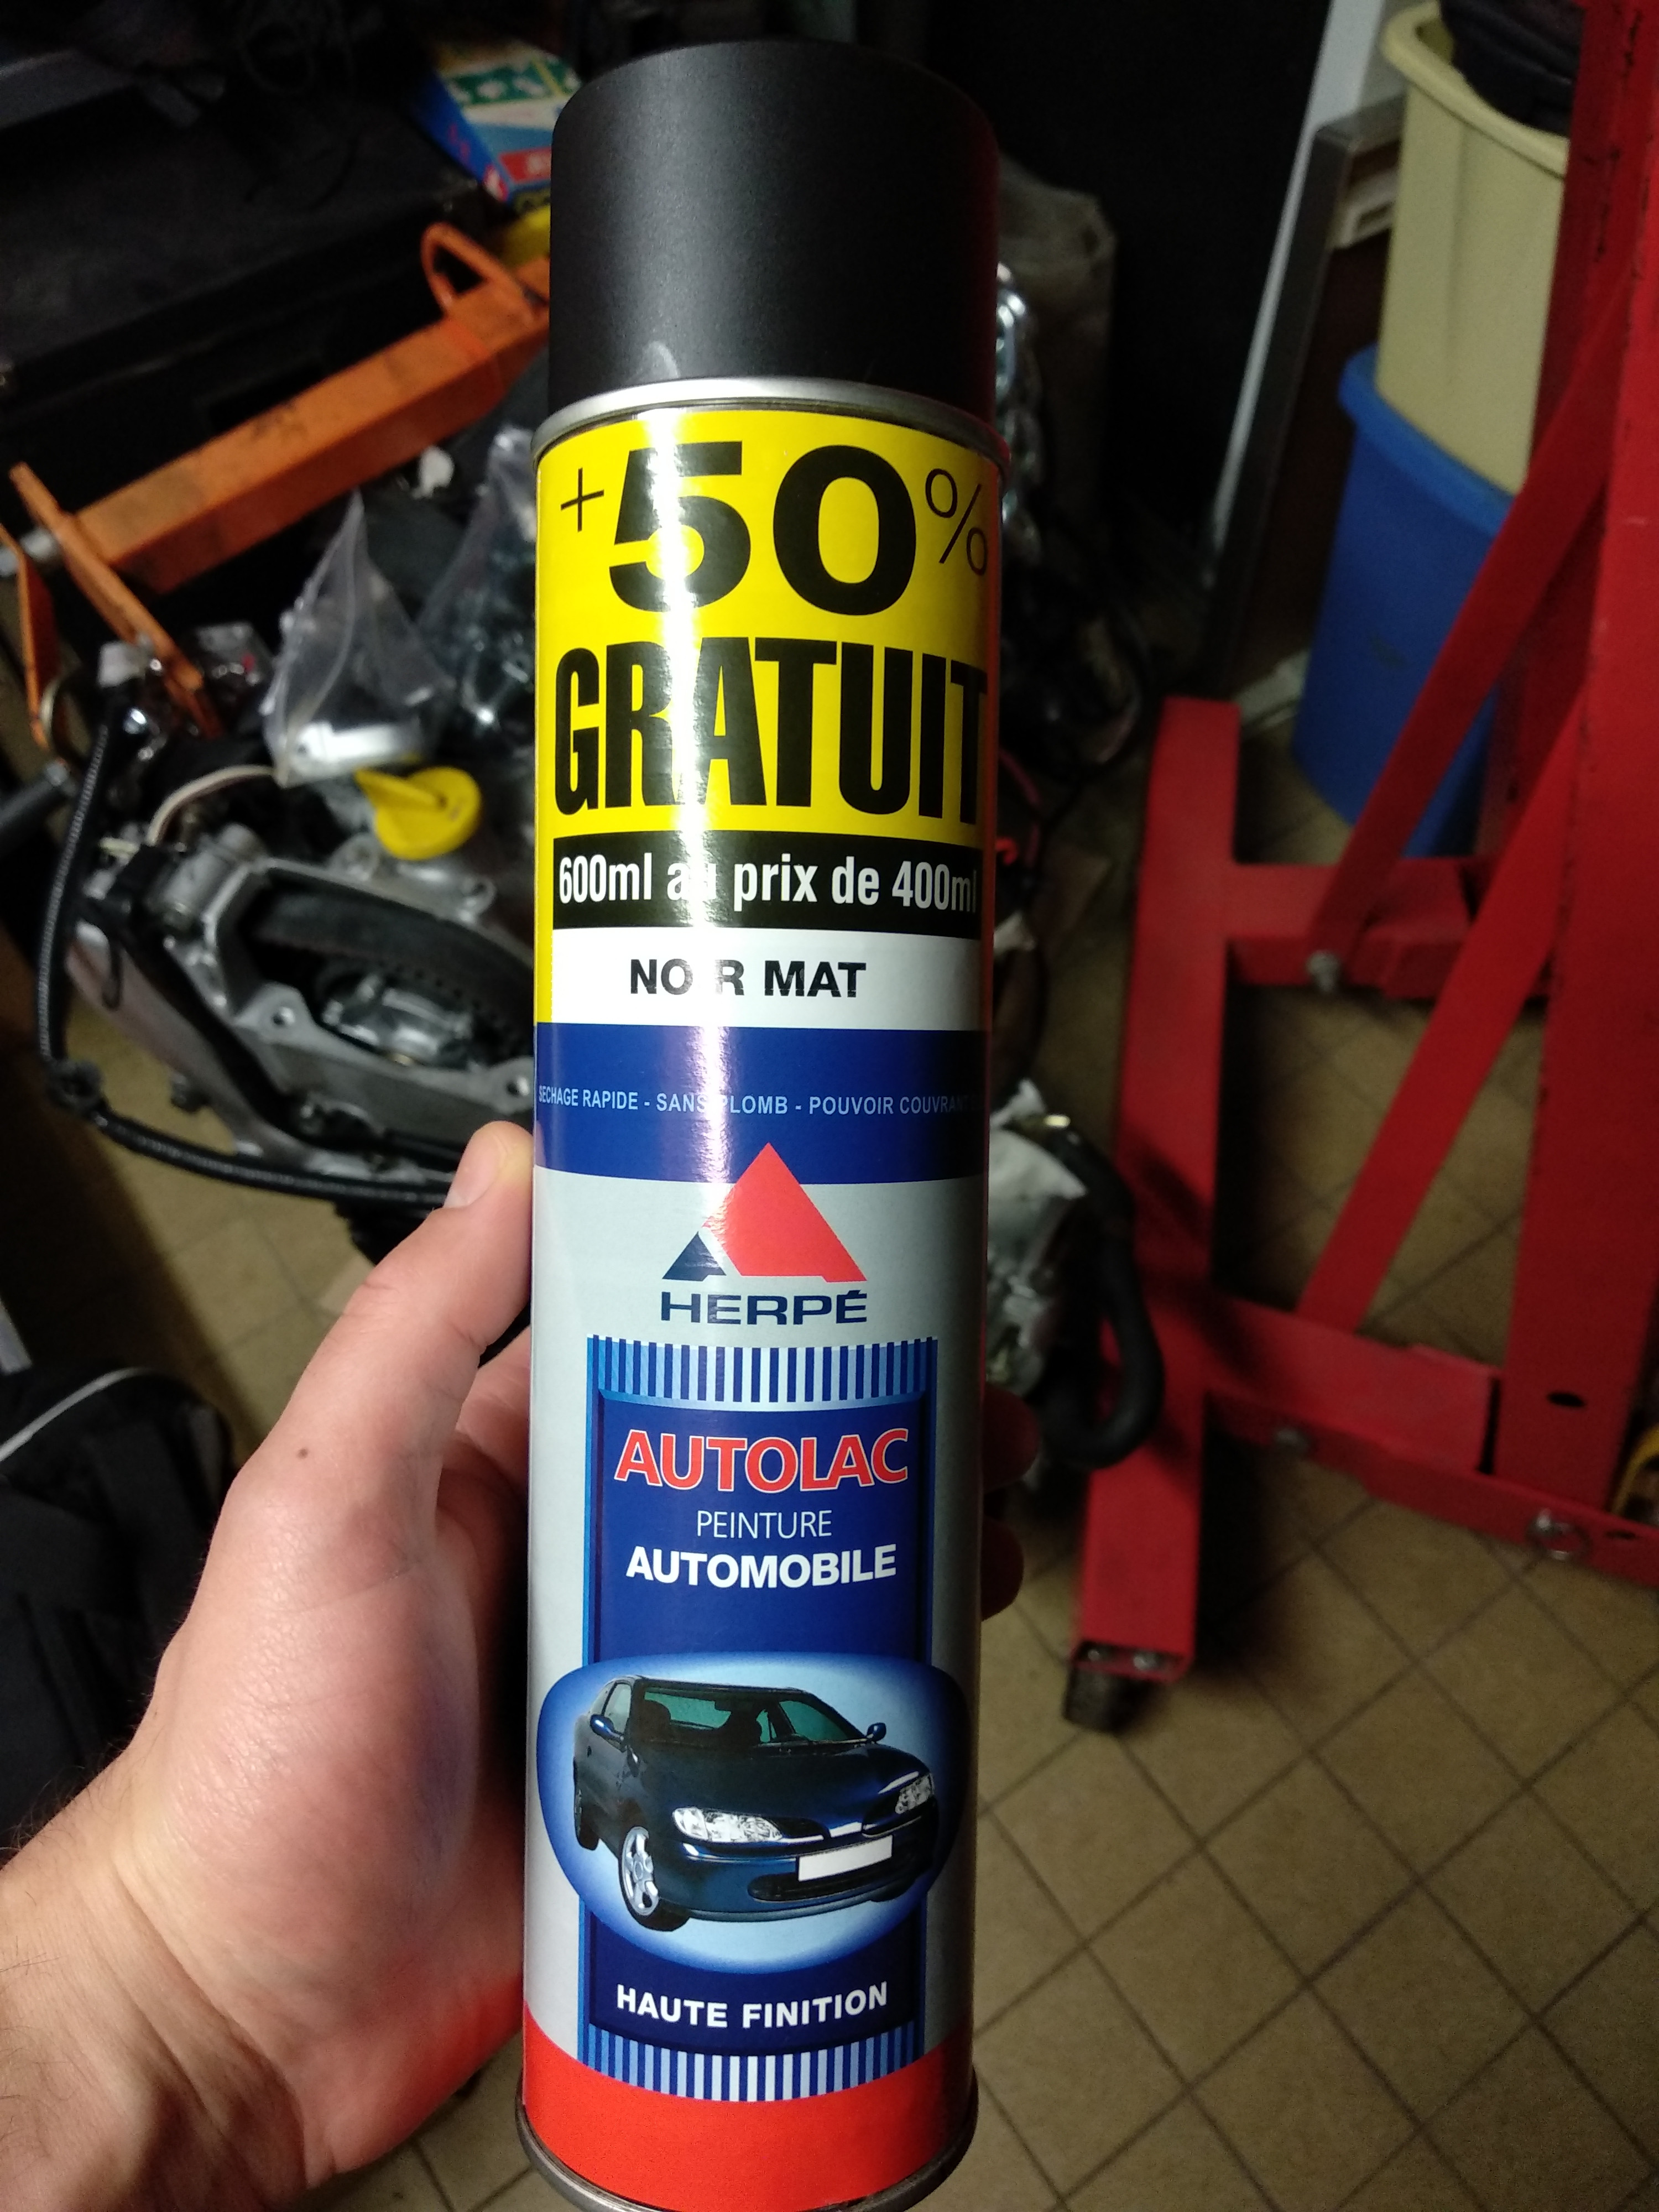 +50%
GRATUIT
600ml au prix de 400ml
NOIR MAT
SECHAGE RAPIDE - SANS PLOMB - POUVOIR COUVRANT
HERPÉ
AUTOLAC
PEINTURE
AUTOMOBILE
HAUTE FINITION